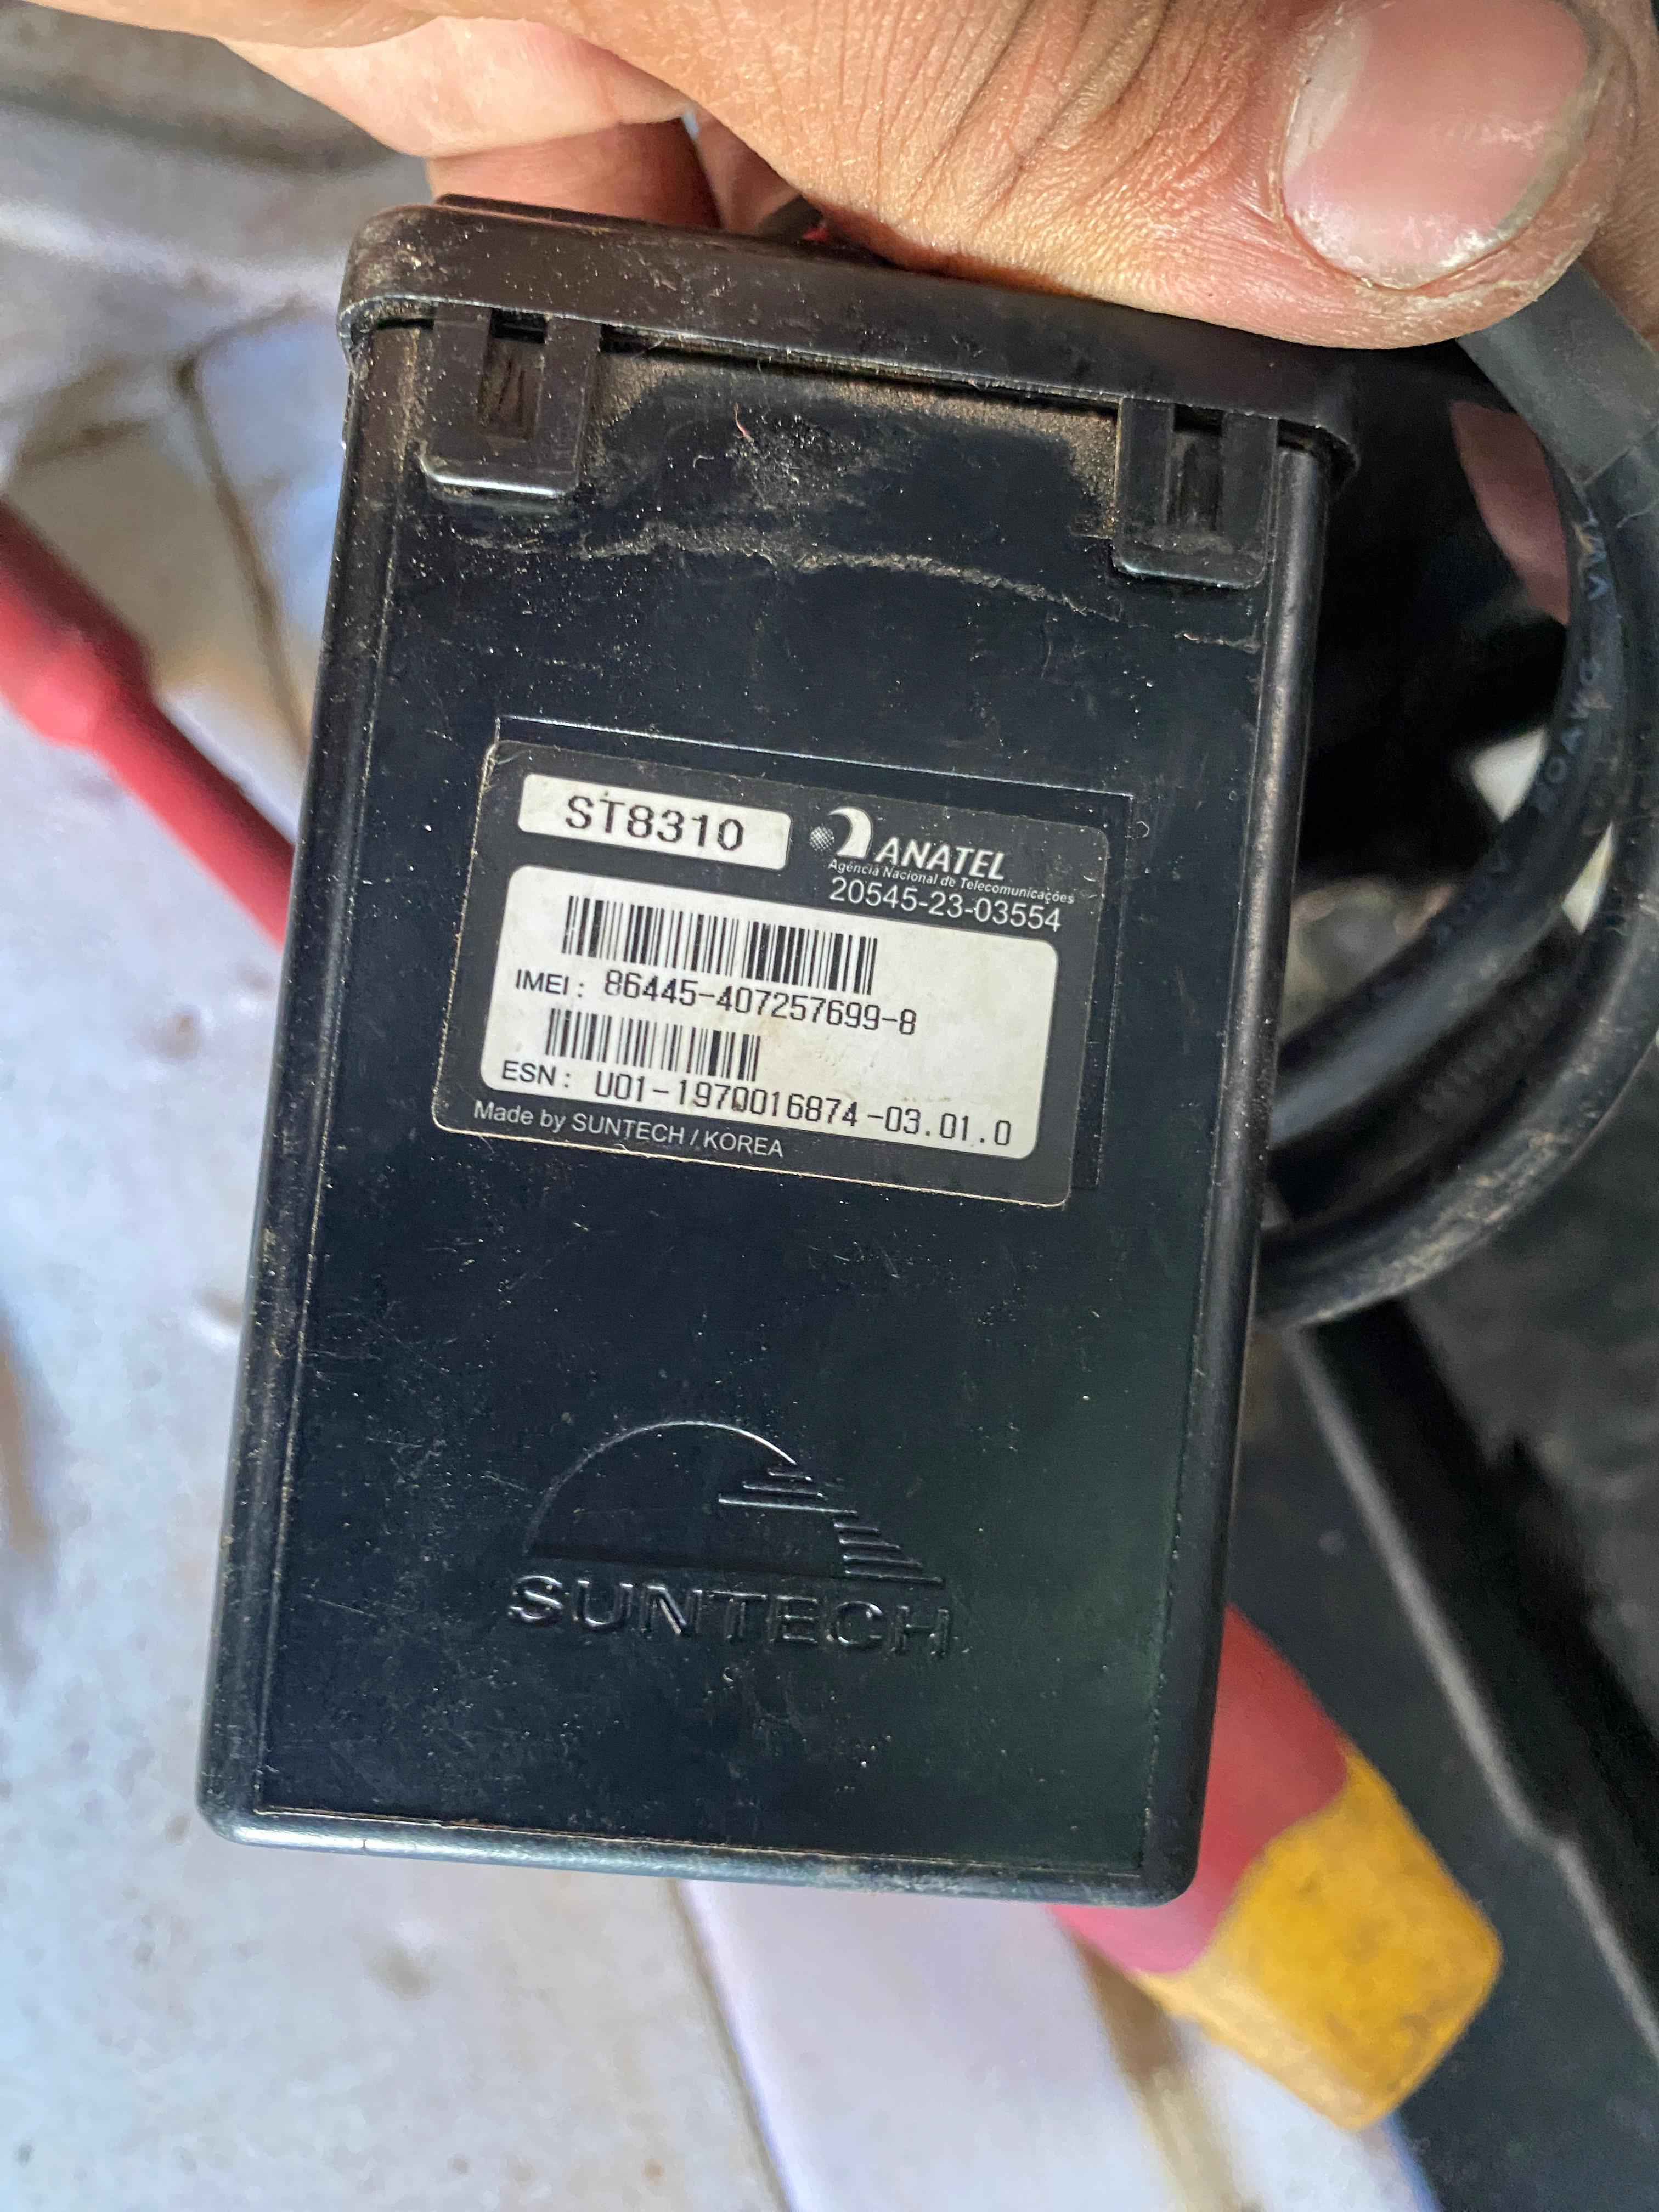 ST8310
ANATEL
Agência Nacional de Telecomunicações
20545-23-03554
IMEI: 86445-407257699-8
ESN: U01-1970016874-03.01.0
Made by SUNTECH / KOREA
SUNTECH
20AWG